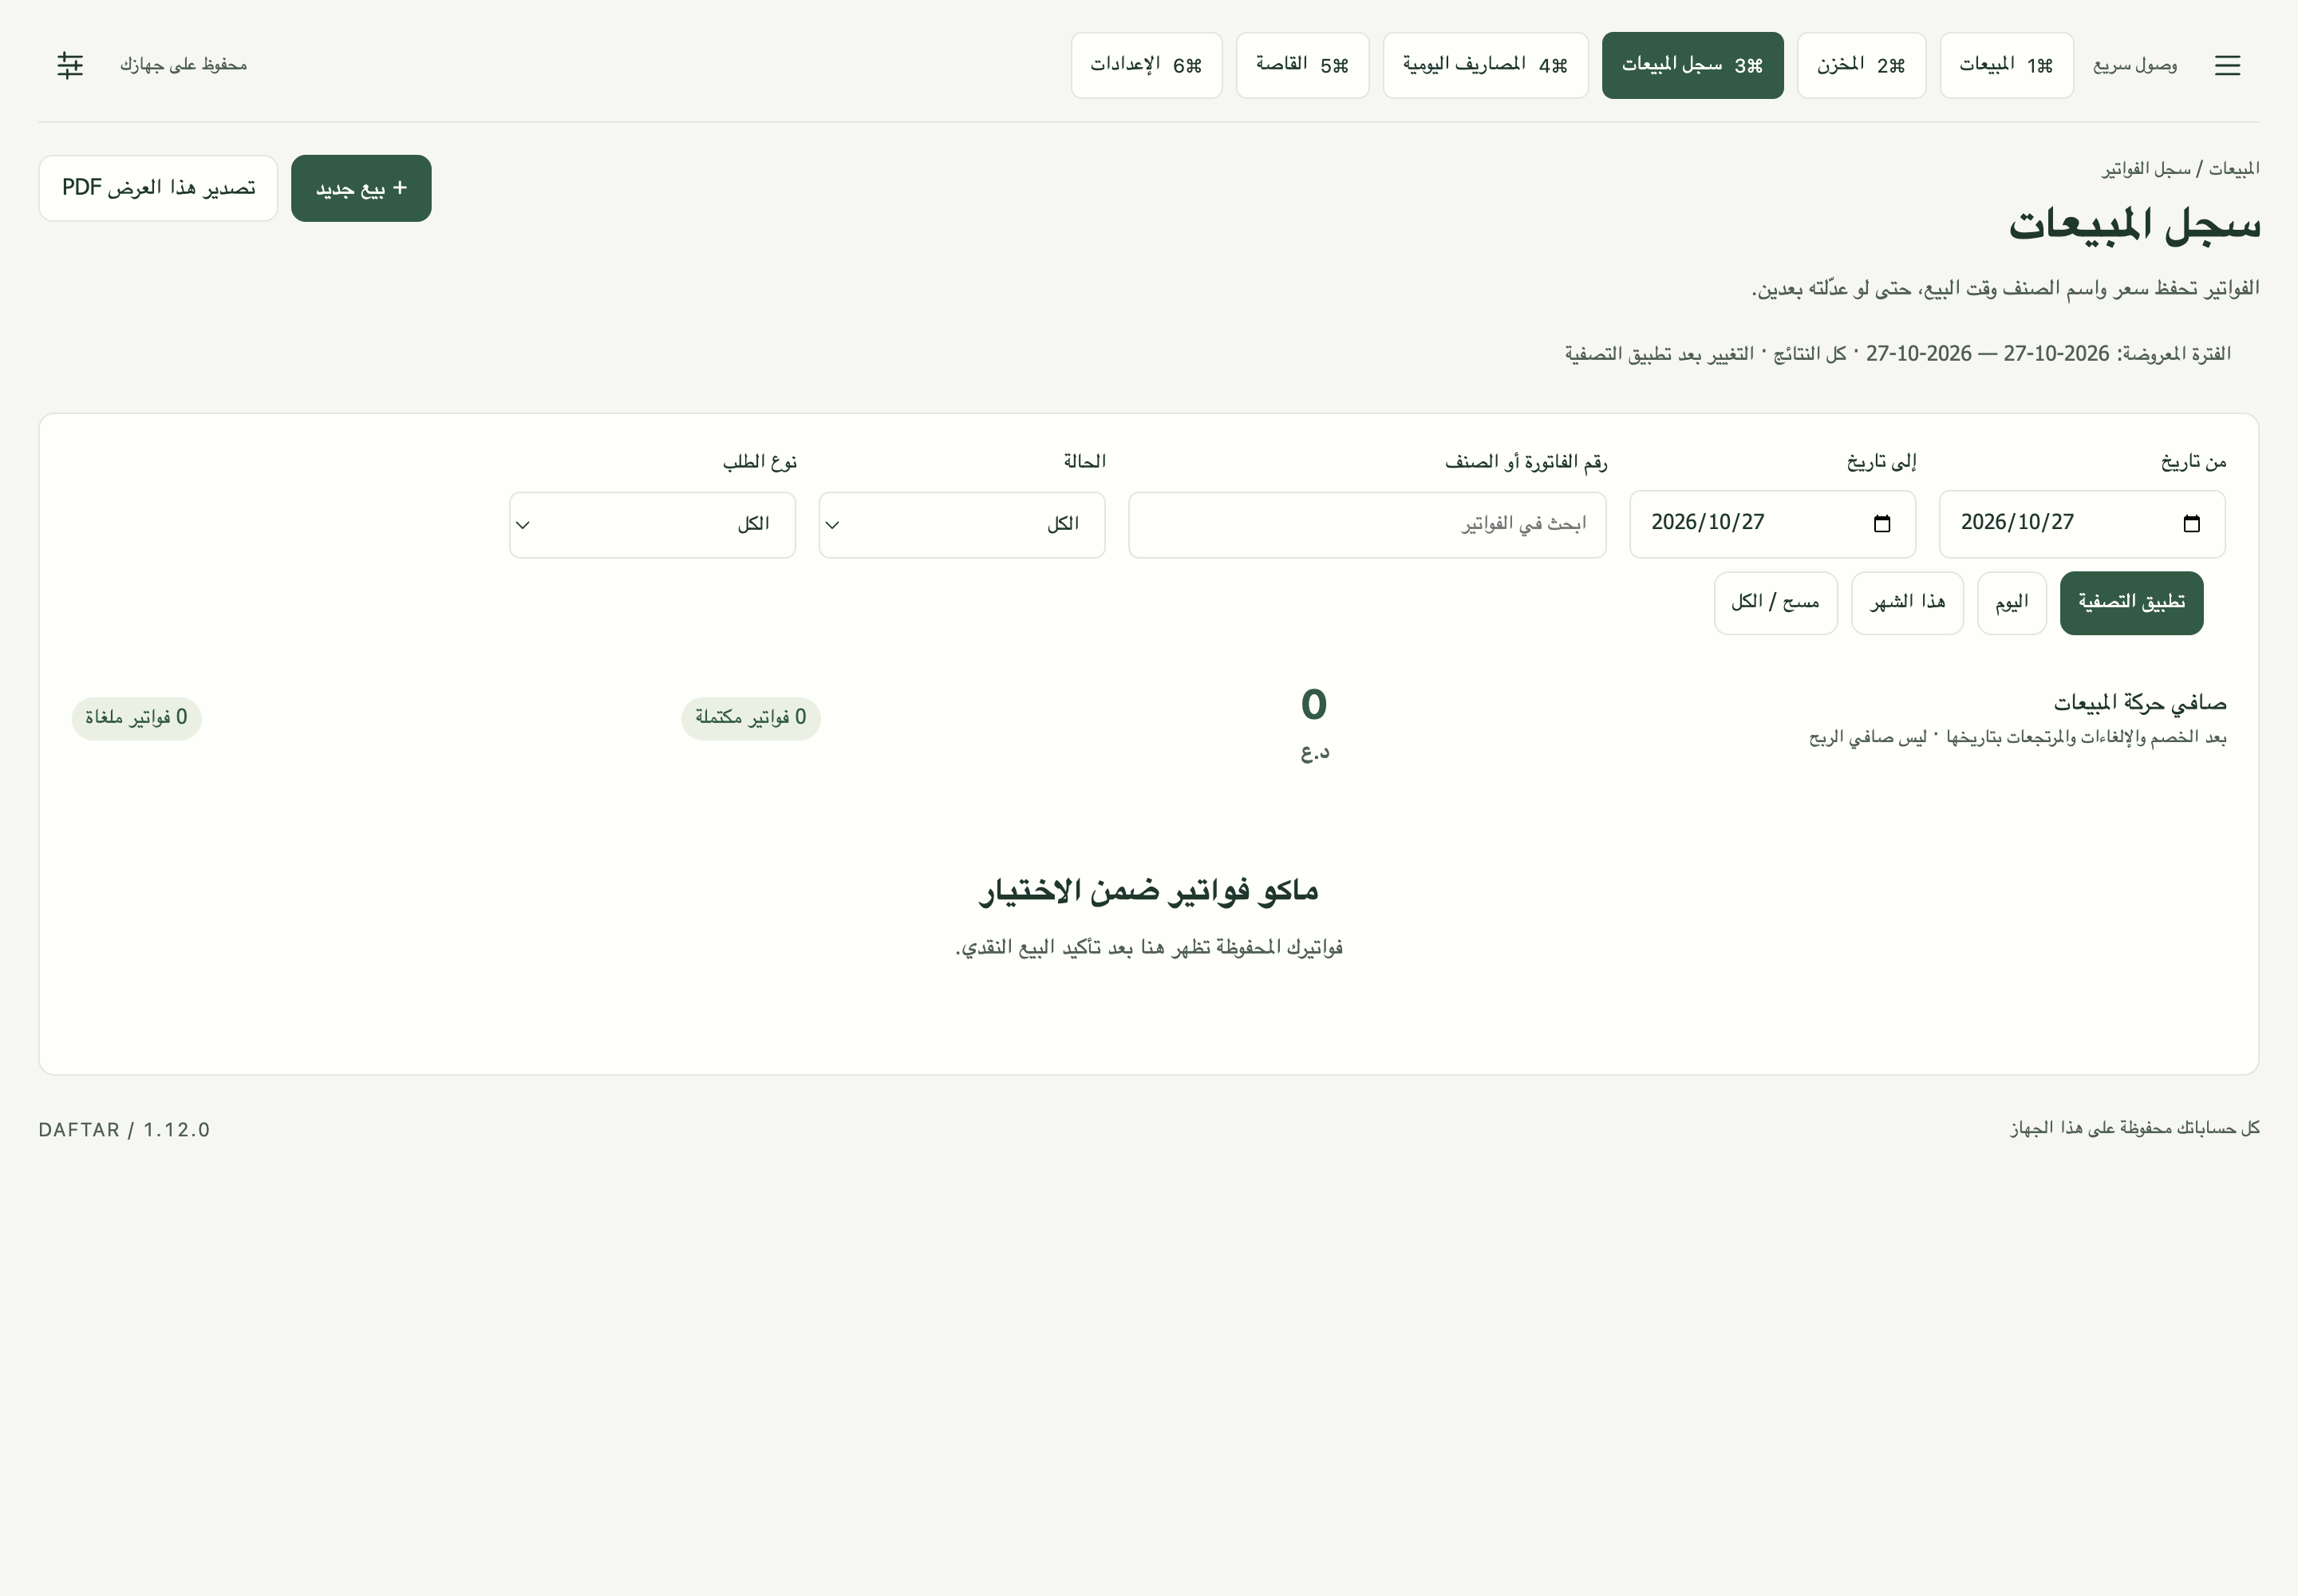 وصول سريع
⌘1 المبيعات
⌘2 المخزن
⌘3 سجل المبيعات
⌘4 المصاريف اليومية
⌘5 القاصة
⌘6 الإعدادات
محفوظ على جهازك
المبيعات / سجل الفواتير
سجل المبيعات
الفواتير تحفظ سعر واسم الصنف وقت البيع، حتى لو عدّلته بعدين.
+ بيع جديد
تصدير هذا العرض PDF
الفترة المعروضة: 2026-10-27 — 2026-10-27 · كل النتائج · التغيير بعد تطبيق التصفية
من تاريخ
2026/10/27
إلى تاريخ
2026/10/27
رقم الفاتورة أو الصنف
ابحث في الفواتير
الحالة
الكل
نوع الطلب
الكل
تطبيق التصفية
اليوم
هذا الشهر
مسح / الكل
صافي حركة المبيعات
بعد الخصم والإلغاءات والمرتجعات بتاريخها · ليس صافي الربح
0
د.ع
0 فواتير مكتملة
0 فواتير ملغاة
ماكو فواتير ضمن الاختيار
فواتيرك المحفوظة تظهر هنا بعد تأكيد البيع النقدي.
كل حساباتك محفوظة على هذا الجهاز
DAFTAR / 1.12.0